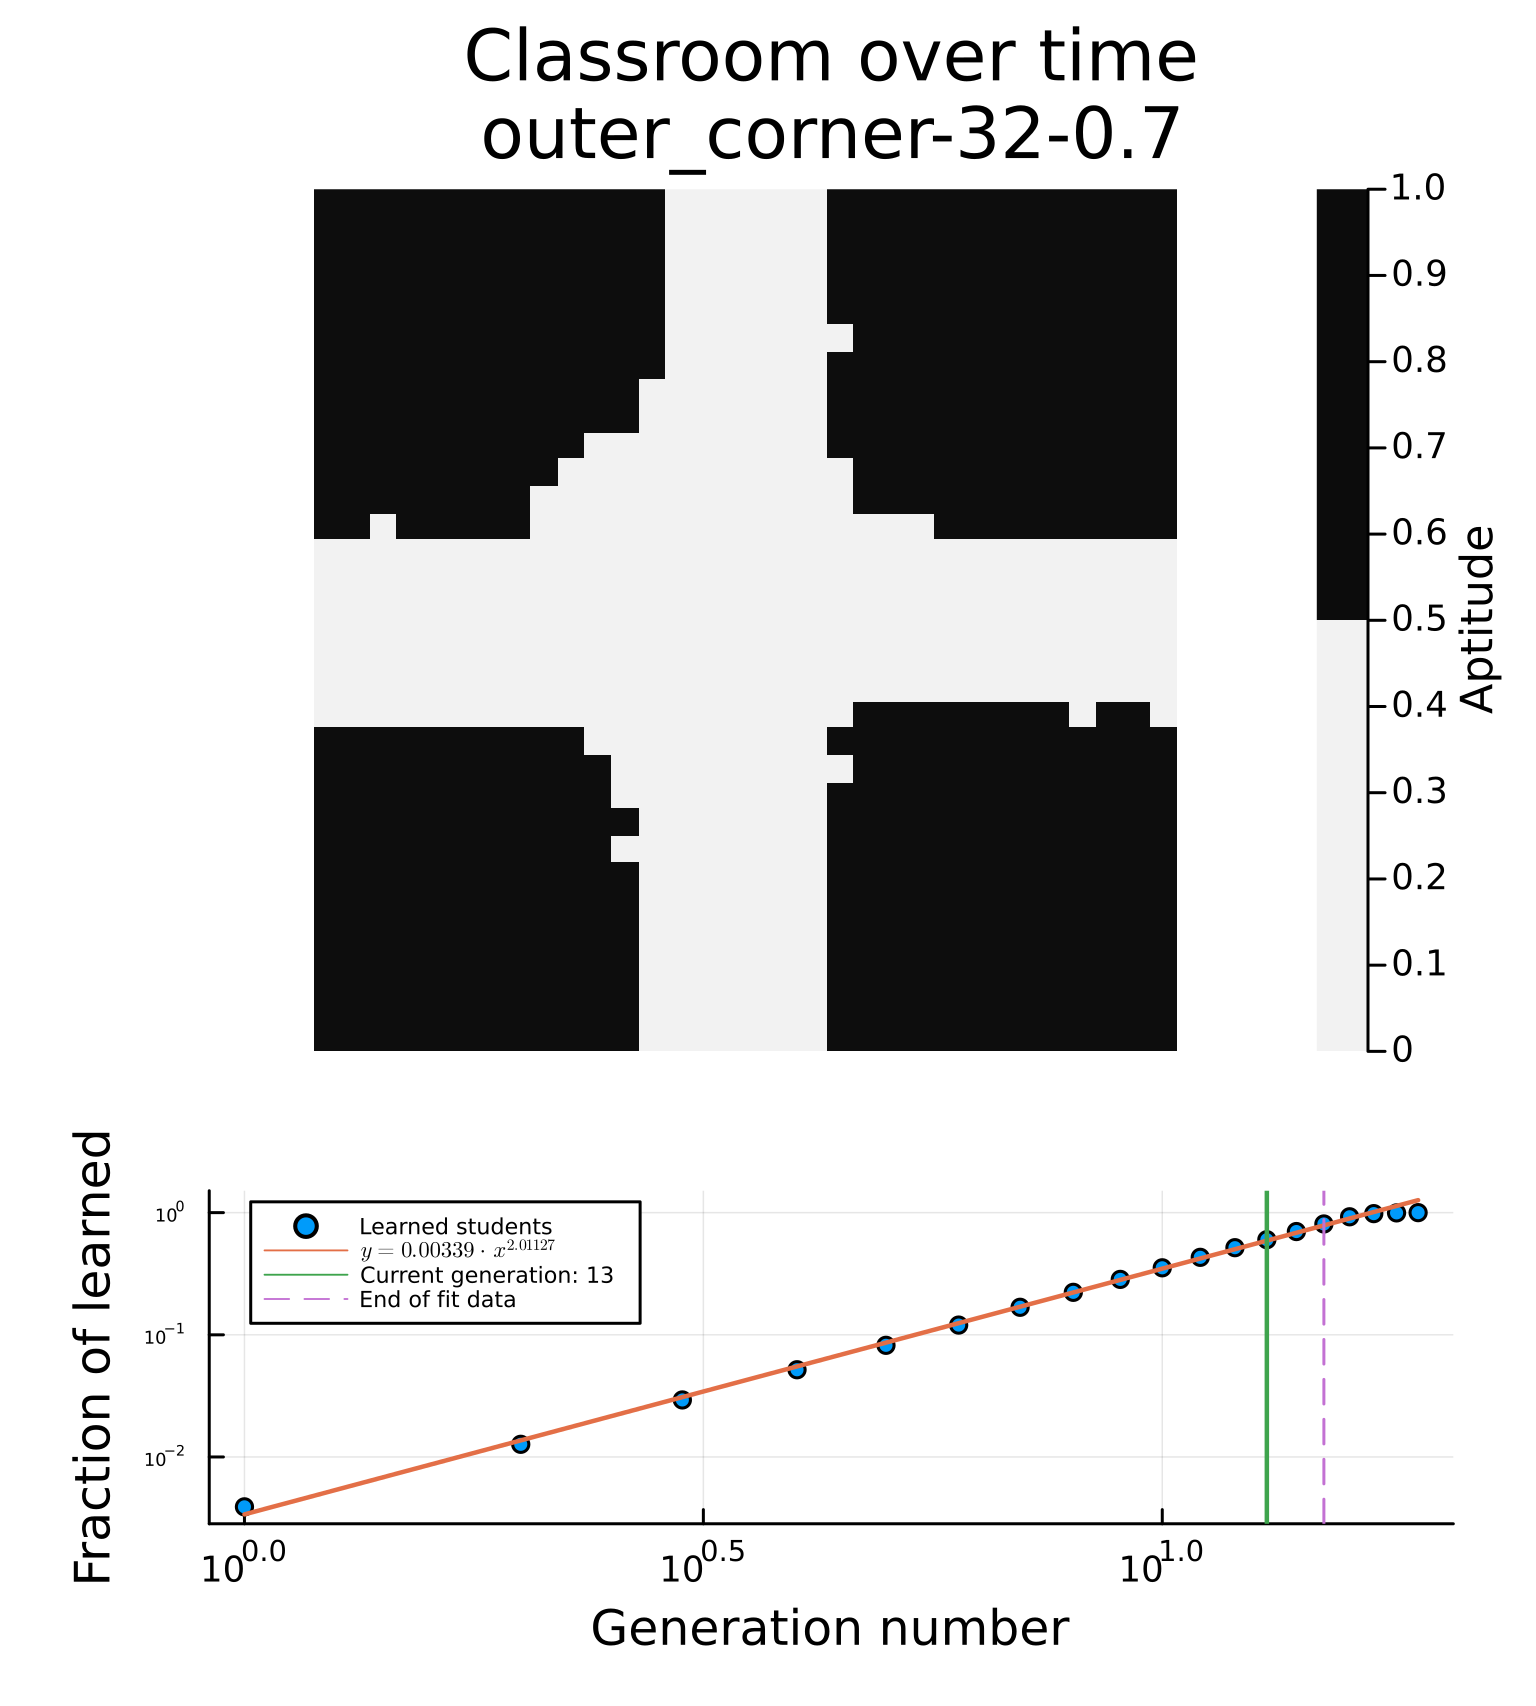 Classroom over time
outer_corner-32-0.7
1.0
0.9
0.8
0.7
0.6
0.5
0.4
0.3
0.2
0.1
0
Aptitude
Fraction of learned
10⁰
10⁻¹
10⁻²
Learned students
y = 0.00339 · x^2.01127
Current generation: 13
End of fit data
10^0.0
10^0.5
10^1.0
Generation number